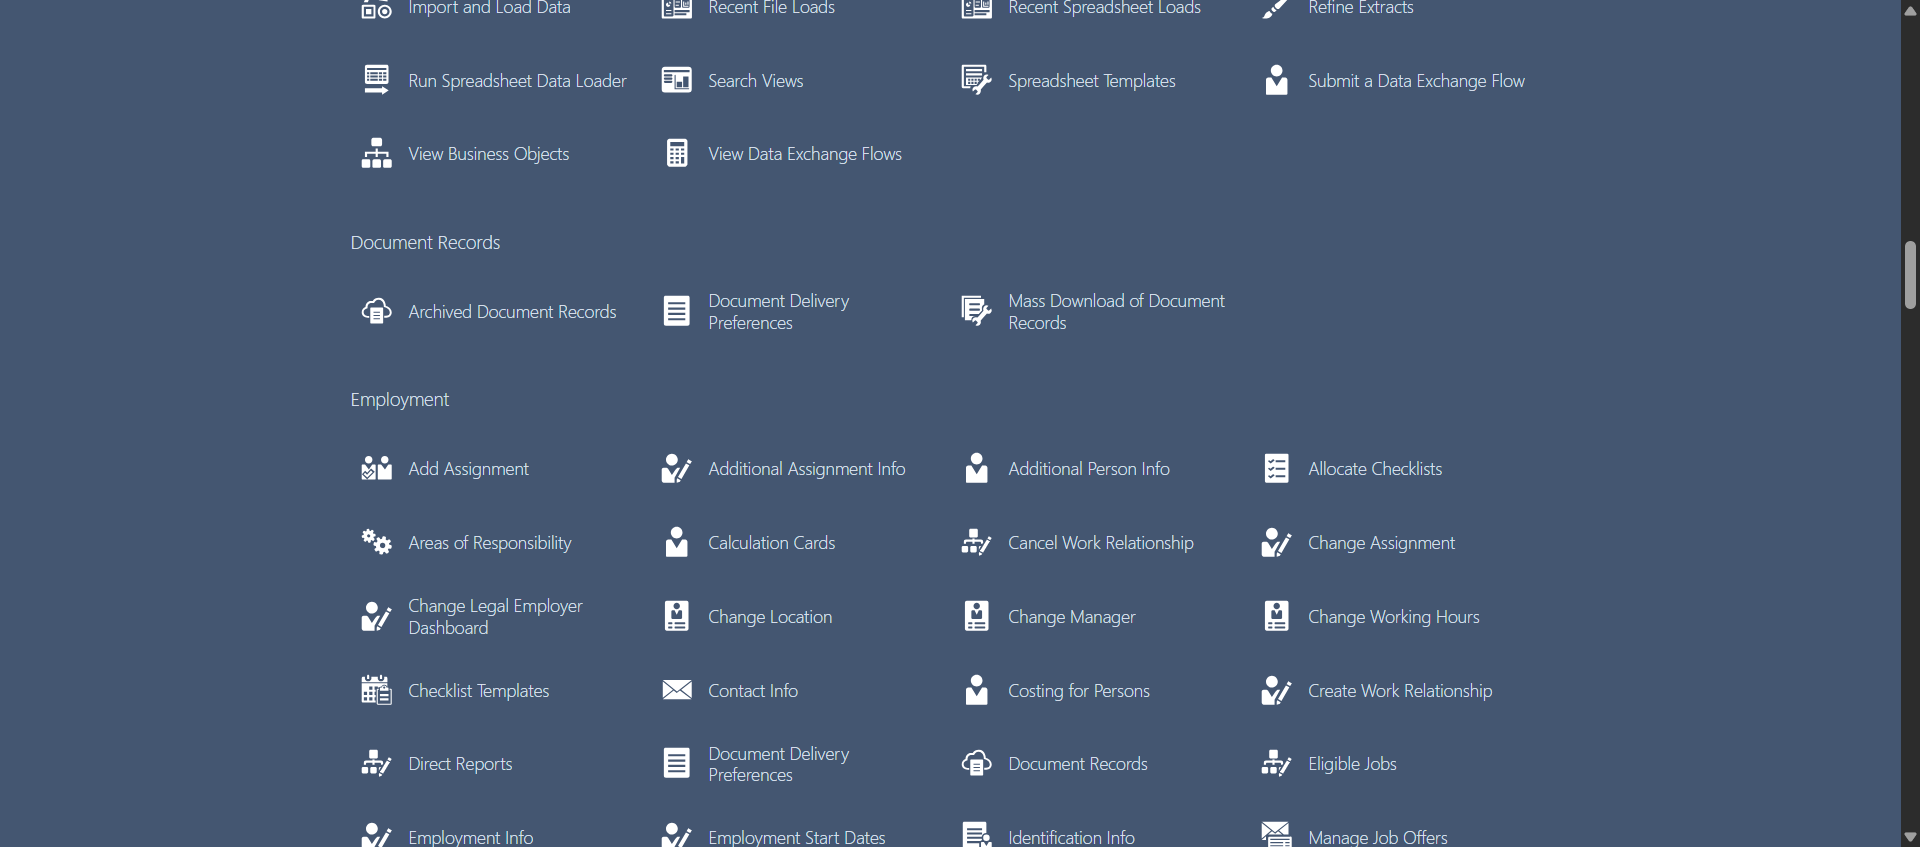 Import and Load Data
Recent File Loads
Recent Spreadsheet Loads
Refine Extracts
Run Spreadsheet Data Loader
Search Views
Spreadsheet Templates
Submit a Data Exchange Flow
View Business Objects
View Data Exchange Flows
Document Records
Archived Document Records
Document Delivery
Preferences
Mass Download of Document
Records
Employment
Add Assignment
Additional Assignment Info
Additional Person Info
Allocate Checklists
Areas of Responsibility
Calculation Cards
Cancel Work Relationship
Change Assignment
Change Legal Employer
Dashboard
Change Location
Change Manager
Change Working Hours
Checklist Templates
Contact Info
Costing for Persons
Create Work Relationship
Direct Reports
Document Delivery
Preferences
Document Records
Eligible Jobs
Employment Info
Employment Start Dates
Identification Info
Manage Job Offers